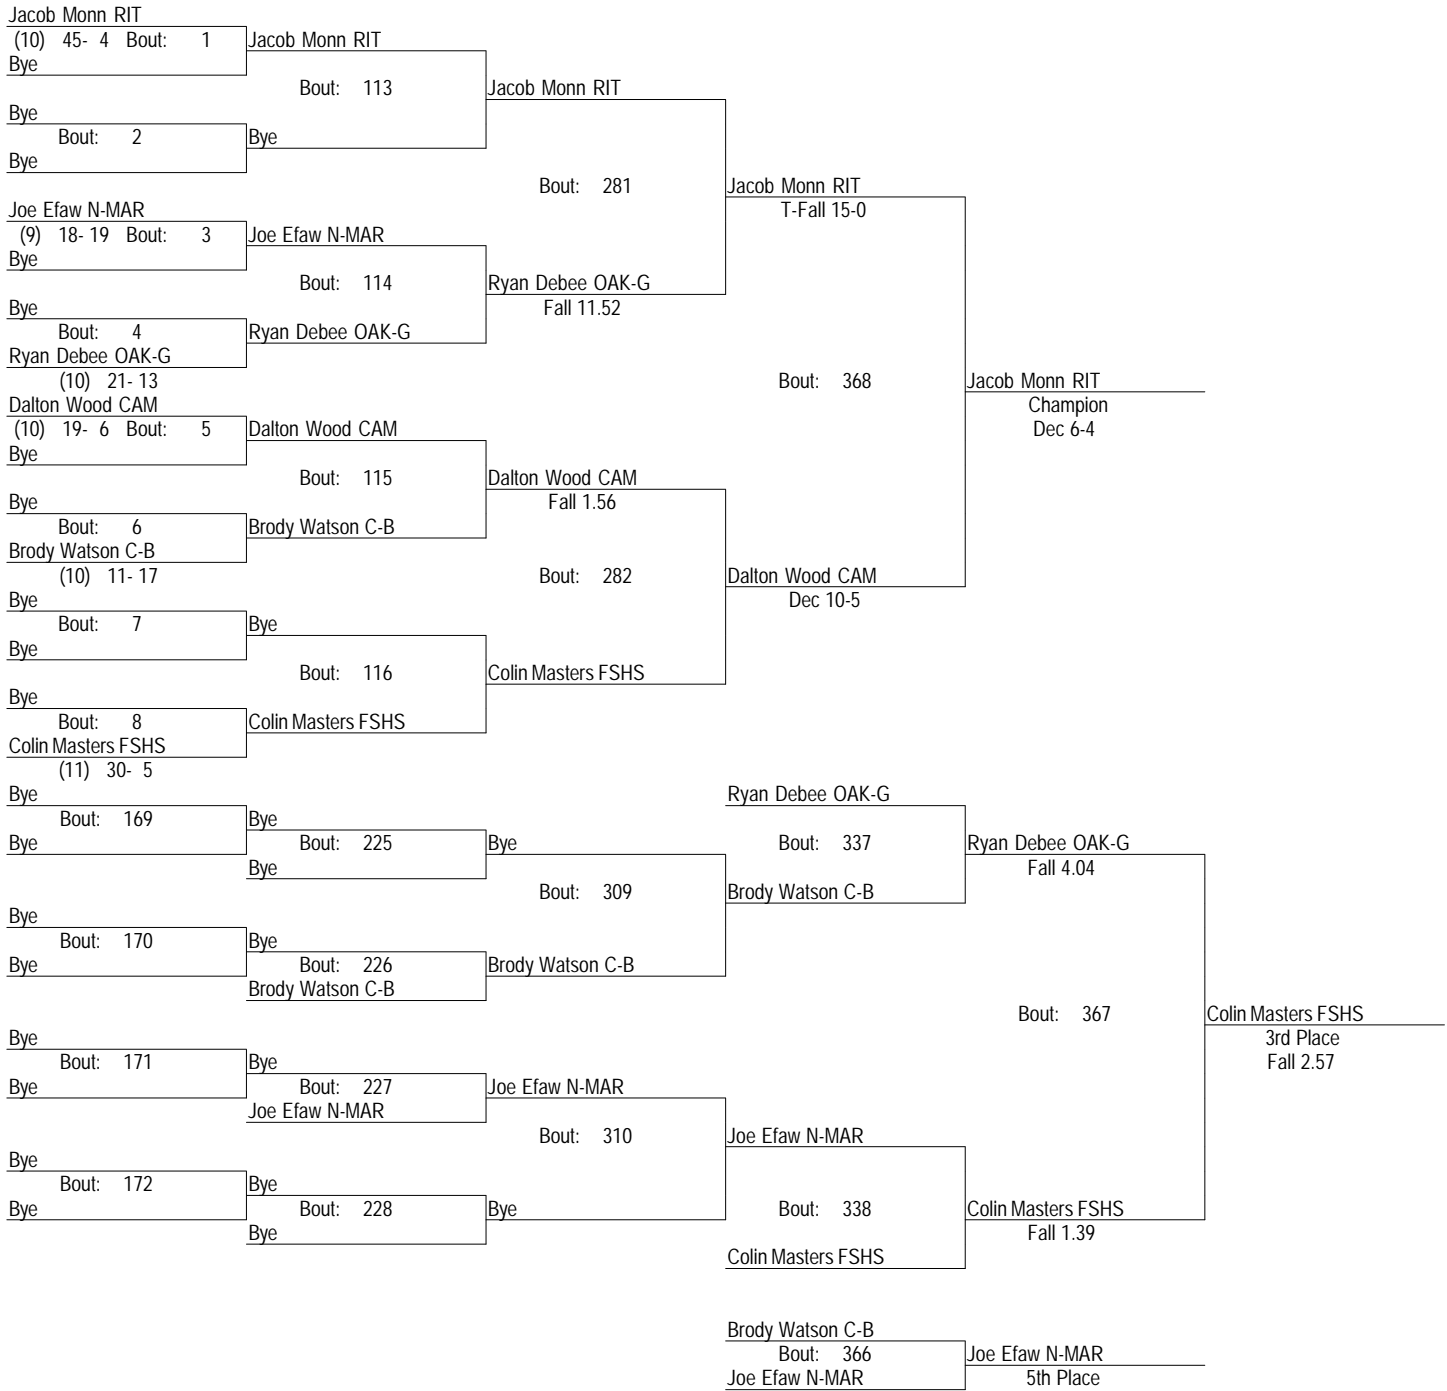 Jacob Monn RIT
(10) 45- 4 Bout: 1 Jacob Monn RIT
Bye
Bout: 113 Jacob Monn RIT
Bye
Bout: 2 Bye
Bye
Bout: 281 Jacob Monn RIT
T-Fall 15-0
Joe Efaw N-MAR
(9) 18- 19 Bout: 3 Joe Efaw N-MAR
Bye
Bout: 114 Ryan Debee OAK-G
Fall 11.52
Bye
Bout: 4 Ryan Debee OAK-G
Ryan Debee OAK-G
(10) 21- 13
Bout: 368 Jacob Monn RIT
Champion
Dec 6-4
Dalton Wood CAM
(10) 19- 6 Bout: 5 Dalton Wood CAM
Bye
Bout: 115 Dalton Wood CAM
Fall 1.56
Bye
Bout: 6 Brody Watson C-B
Brody Watson C-B
(10) 11- 17
Bout: 282 Dalton Wood CAM
Dec 10-5
Bye
Bout: 7 Bye
Bye
Bout: 116 Colin Masters FSHS
Bye
Bout: 8 Colin Masters FSHS
Colin Masters FSHS
(11) 30- 5
Bye
Bout: 169 Bye
Bye
Bout: 225 Bye
Bye
Ryan Debee OAK-G
Bout: 337 Ryan Debee OAK-G
Fall 4.04
Bout: 309 Brody Watson C-B
Bye
Bout: 170 Bye
Bye
Bout: 226 Brody Watson C-B
Brody Watson C-B
Bout: 367 Colin Masters FSHS
3rd Place
Fall 2.57
Bye
Bout: 171 Bye
Bye
Bout: 227 Joe Efaw N-MAR
Joe Efaw N-MAR
Bout: 310 Joe Efaw N-MAR
Bye
Bout: 172 Bye
Bye
Bout: 228 Bye
Bye
Bout: 338 Colin Masters FSHS
Fall 1.39
Colin Masters FSHS
Brody Watson C-B
Bout: 366 Joe Efaw N-MAR
Joe Efaw N-MAR 5th Place